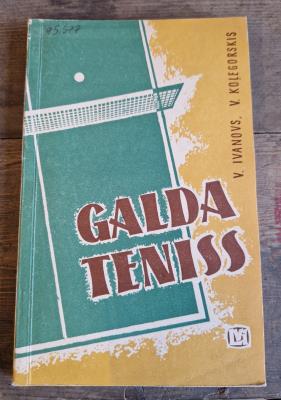 V. IVANOVS, V. KOĻEGORSKIS
GALDA
TENISS